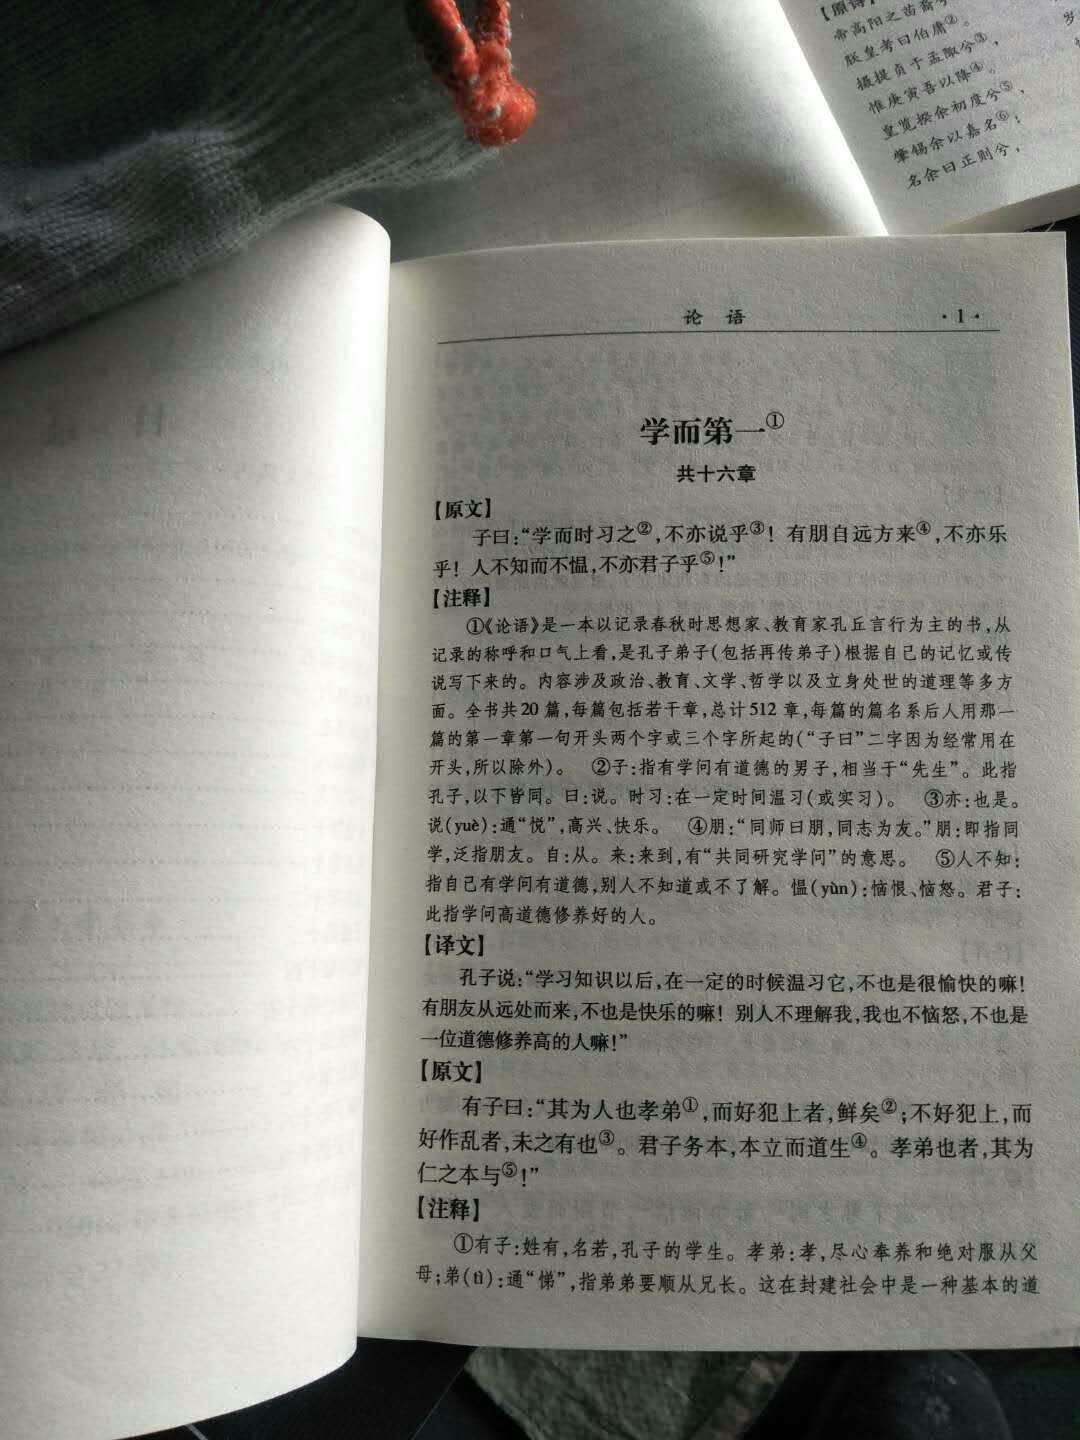 【原诗】
帝高阳之苗裔兮
朕皇考曰伯庸②。
摄提贞于孟陬兮③,
惟庚寅吾以降④。
皇览揆余初度兮⑤,
肇锡余以嘉名⑥;
名余曰正则兮,
论 语 ·1·
学而第一①
共十六章
【原文】
子曰:“学而时习之②,不亦说乎③!有朋自远方来④,不亦乐
乎!人不知而不愠,不亦君子乎⑤!”
【注释】
①《论语》是一本以记录春秋时思想家、教育家孔丘言行为主的书,从
记录的称呼和口气上看,是孔子弟子(包括再传弟子)根据自己的记忆或传
说写下来的。内容涉及政治、教育、文学、哲学以及立身处世的道理等多方
面。全书共20篇,每篇包括若干章,总计512章,每篇的篇名系后人用那一
篇的第一章第一句开头两个字或三个字所起的(“子曰”二字因为经常用在
开头,所以除外)。 ②子:指有学问有道德的男子,相当于“先生”。此指
孔子,以下皆同。曰:说。时习:在一定时间温习(或实习)。 ③亦:也是。
说(yuè):通“悦”,高兴、快乐。 ④朋:“同师曰朋,同志为友。”朋:即指同
学,泛指朋友。自:从。来:来到,有“共同研究学问”的意思。 ⑤人不知:
指自己有学问有道德,别人不知道或不了解。愠(yùn):恼恨、恼怒。君子:
此指学问高道德修养好的人。
【译文】
孔子说:“学习知识以后,在一定的时候温习它,不也是很愉快的嘛!
有朋友从远处而来,不也是快乐的嘛!别人不理解我,我也不恼怒,不也是
一位道德修养高的人嘛!”
【原文】
有子曰:“其为人也孝弟①,而好犯上者,鲜矣②;不好犯上,而
好作乱者,未之有也③。君子务本,本立而道生④。孝弟也者,其为
仁之本与⑤!”
【注释】
①有子:姓有,名若,孔子的学生。孝弟:孝,尽心奉养和绝对服从父
母;弟(tì):通“悌”,指弟弟要顺从兄长。这在封建社会中是一种基本的道